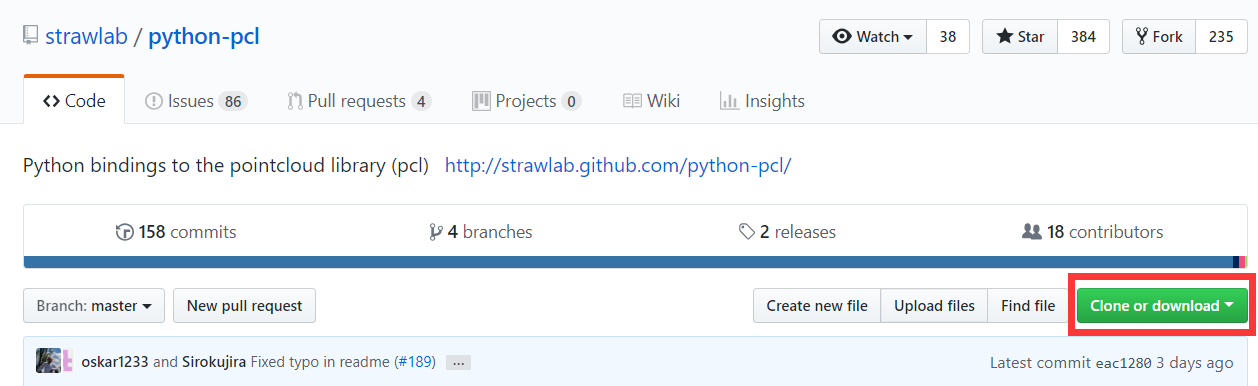 strawlab / python-pcl Watch 38 Star 384 Fork 235
Code Issues 86 Pull requests 4 Projects 0 Wiki Insights
Python bindings to the pointcloud library (pcl) http://strawlab.github.com/python-pcl/
158 commits 4 branches 2 releases 18 contributors
Branch: master New pull request Create new file Upload files Find file Clone or download
oskar1233 and Sirokujira Fixed typo in readme (#189) ... Latest commit eac1280 3 days ago